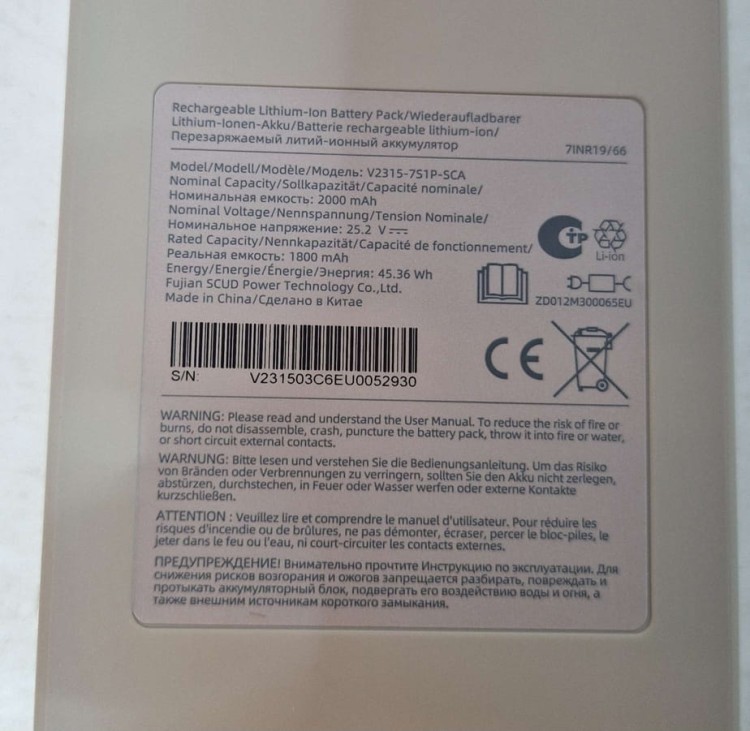 Rechargeable Lithium-Ion Battery Pack/Wiederaufladbarer
Lithium-Ionen-Akku/Batterie rechargeable lithium-ion/
Перезаряжаемый литий-ионный аккумулятор
7INR19/66
Model/Modell/Modèle/Модель: V2315-7S1P-SCA
Nominal Capacity/Sollkapazität/Capacité nominale/
Номинальная емкость: 2000 mAh
Nominal Voltage/Nennspannung/Tension Nominale/
Номинальное напряжение: 25.2 V
Rated Capacity/Nennkapazität/Capacité de fonctionnement/
Реальная емкость: 1800 mAh
Energy/Energie/Énergie/Энергия: 45.36 Wh
Fujian SCUD Power Technology Co.,Ltd.
Made in China/Сделано в Китае
СТР
Li-ion
ZD012M300065EU
CE
S/N: V231503C6EU0052930
WARNING: Please read and understand the User Manual. To reduce the risk of fire or
burns, do not disassemble, crash, puncture the battery pack, throw it into fire or water,
or short circuit external contacts.
WARNUNG: Bitte lesen und verstehen Sie die Bedienungsanleitung. Um das Risiko
von Bränden oder Verbrennungen zu verringern, sollten Sie den Akku nicht zerlegen,
abstürzen, durchstechen, in Feuer oder Wasser werfen oder externe Kontakte
kurzschließen.
ATTENTION : Veuillez lire et comprendre le manuel d'utilisateur. Pour réduire les
risques d'incendie ou de brûlures, ne pas démonter, écraser, percer le bloc-piles, le
jeter dans le feu ou l'eau, ni court-circuiter les contacts externes.
ПРЕДУПРЕЖДЕНИЕ! Внимательно прочтите Инструкцию по эксплуатации. Для
снижения рисков возгорания и ожогов запрещается разбирать, повреждать и
протыкать аккумуляторный блок, подвергать его воздействию воды и огня, а
также внешним источникам короткого замыкания.